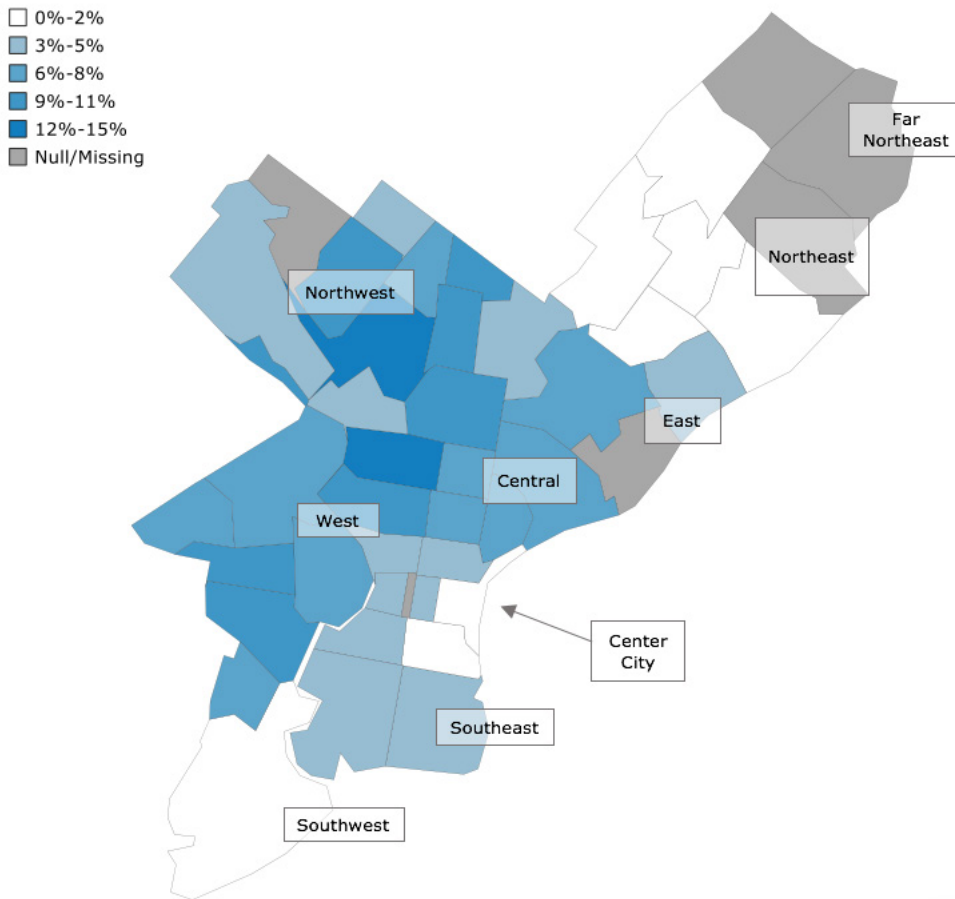 0%-2%
3%-5%
6%-8%
9%-11%
12%-15%
Null/Missing
Far
Northeast
Northeast
Northwest
East
Central
West
Center
City
Southeast
Southwest